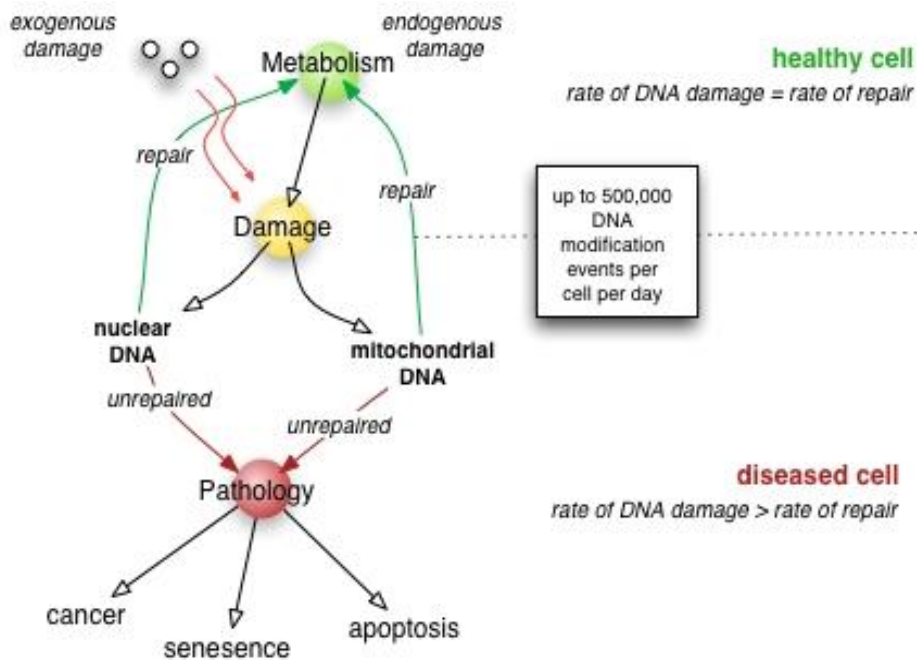 exogenous
damage
endogenous
damage
Metabolism
healthy cell
rate of DNA damage = rate of repair
repair
repair
up to 500,000
DNA
modification
events per
cell per day
Damage
nuclear
DNA
mitochondrial
DNA
unrepaired
unrepaired
Pathology
diseased cell
rate of DNA damage > rate of repair
cancer
senesence
apoptosis